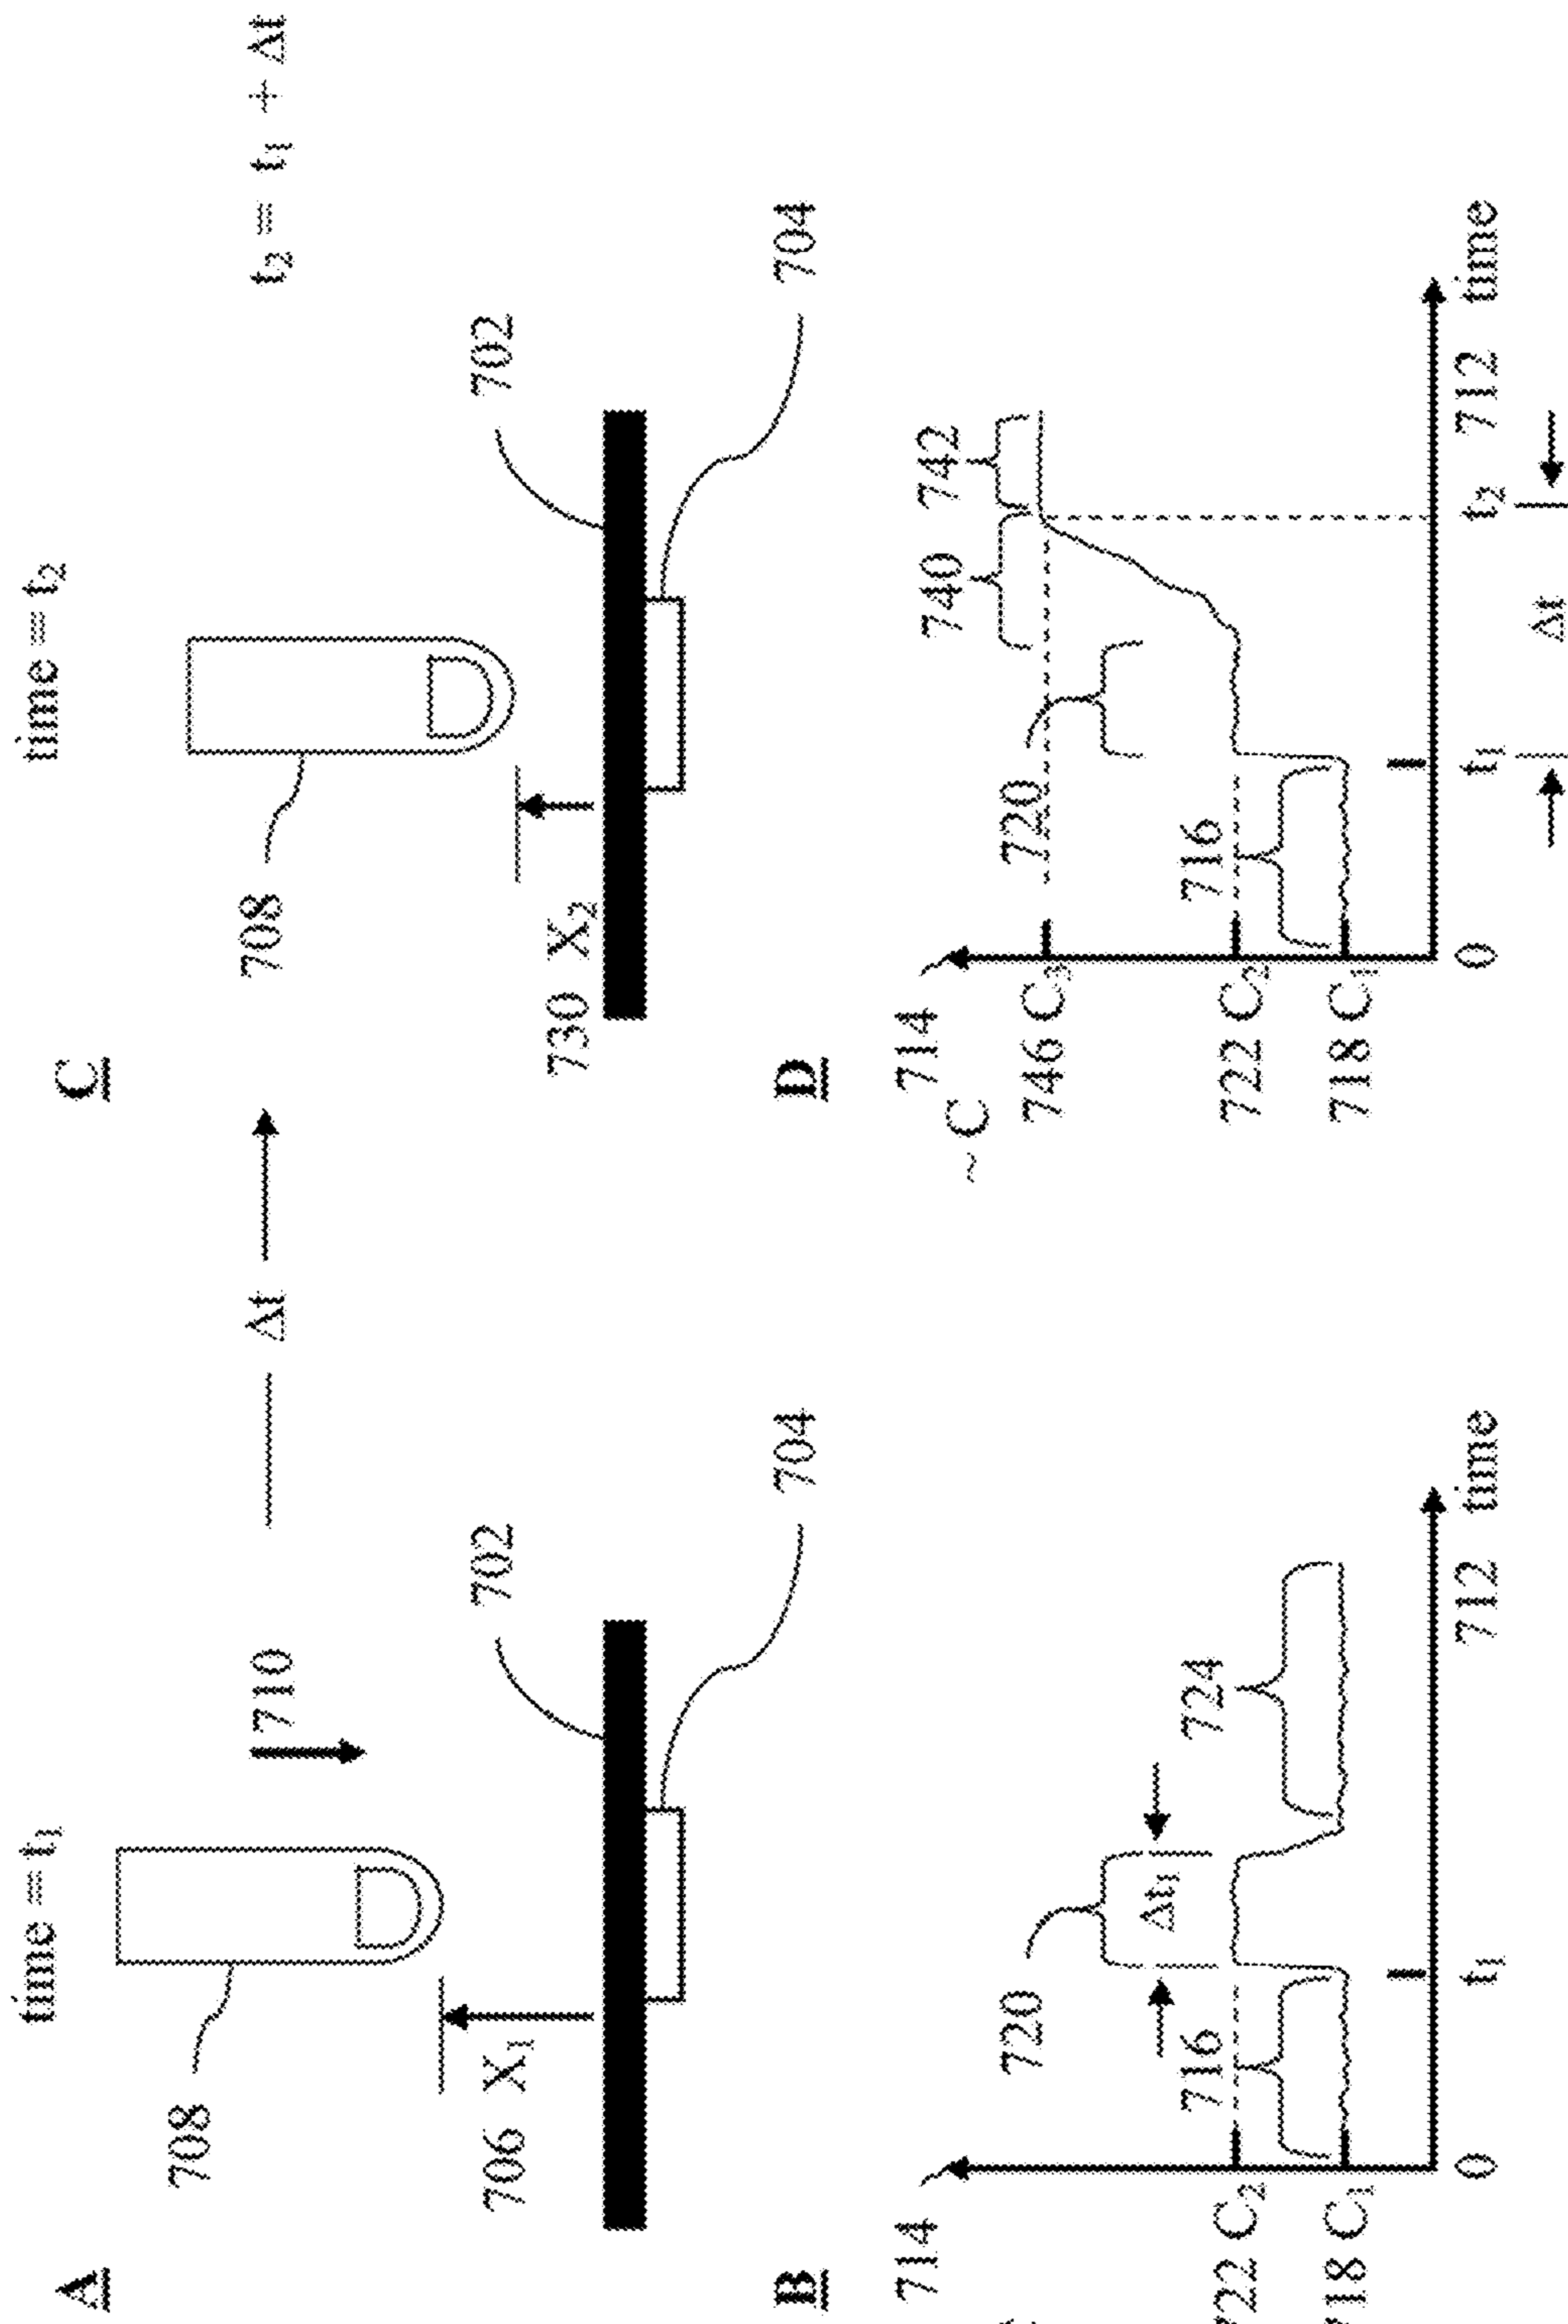 A
time = t₁
708
710
706 X₁
702
704
Δt
C
time = t₂
t₂ = t₁ + Δt
708
730 X₂
702
704
B
714
722 C₂
718 C₁
716
720
Δt₁
724
0
t₁
712 time
D
714
~ C
746 C₃
722 C₂
718 C₁
716
720
740
742
0
t₁
t₂
712 time
Δt